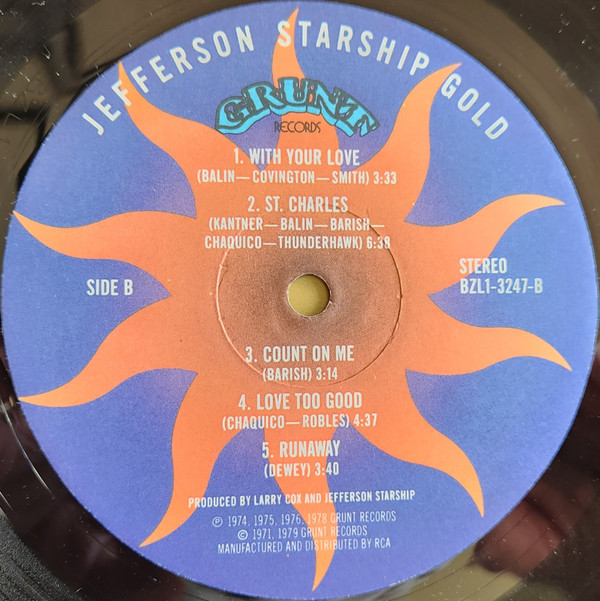 JEFFERSON STARSHIP GOLD
GRUNT
RECORDS
1. WITH YOUR LOVE
(BALIN—COVINGTON—SMITH) 3:33
2. ST. CHARLES
(KANTNER—BALIN—BARISH—
CHAQUICO—THUNDERHAWK) 6:38
SIDE B
STEREO
BZL1-3247-B
3. COUNT ON ME
(BARISH) 3:14
4. LOVE TOO GOOD
(CHAQUICO—ROBLES) 4:37
5. RUNAWAY
(DEWEY) 3:40
PRODUCED BY LARRY COX AND JEFFERSON STARSHIP
Ⓟ 1974, 1975, 1976, 1978 GRUNT RECORDS
© 1971, 1979 GRUNT RECORDS
MANUFACTURED AND DISTRIBUTED BY RCA